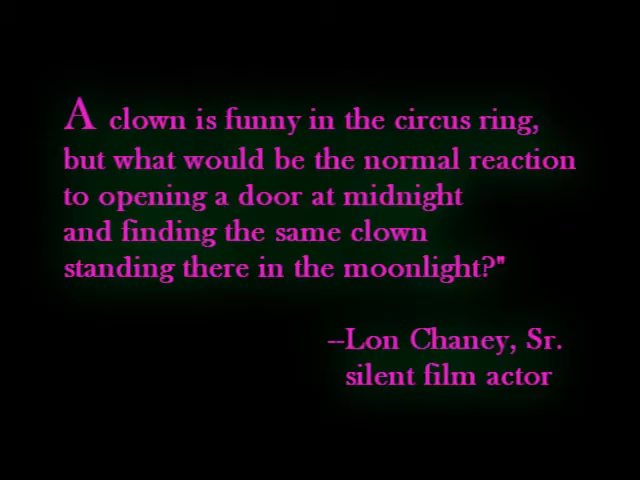 A clown is funny in the circus ring,
but what would be the normal reaction
to opening a door at midnight
and finding the same clown
standing there in the moonlight?"
--Lon Chaney, Sr.
silent film actor